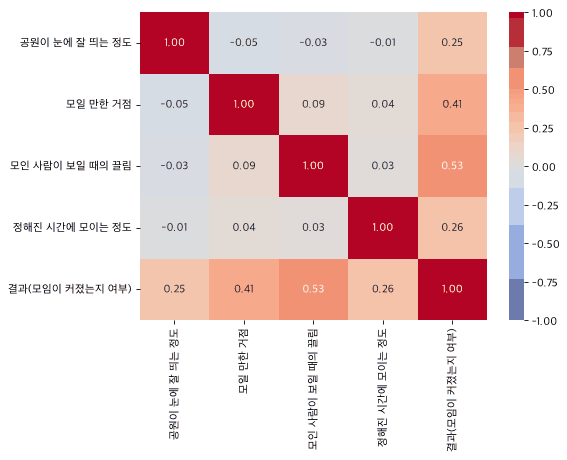 공원이 눈에 잘 띄는 정도 1.00 -0.05 -0.03 -0.01 0.25
모일 만한 거점 -0.05 1.00 0.09 0.04 0.41
모인 사람이 보일 때의 끌림 -0.03 0.09 1.00 0.03 0.53
정해진 시간에 모이는 정도 -0.01 0.04 0.03 1.00 0.26
결과(모임이 커졌는지 여부) 0.25 0.41 0.53 0.26 1.00
공원이 눈에 잘 띄는 정도
모일 만한 거점
모인 사람이 보일 때의 끌림
정해진 시간에 모이는 정도
결과(모임이 커졌는지 여부)
1.00
0.75
0.50
0.25
0.00
-0.25
-0.50
-0.75
-1.00